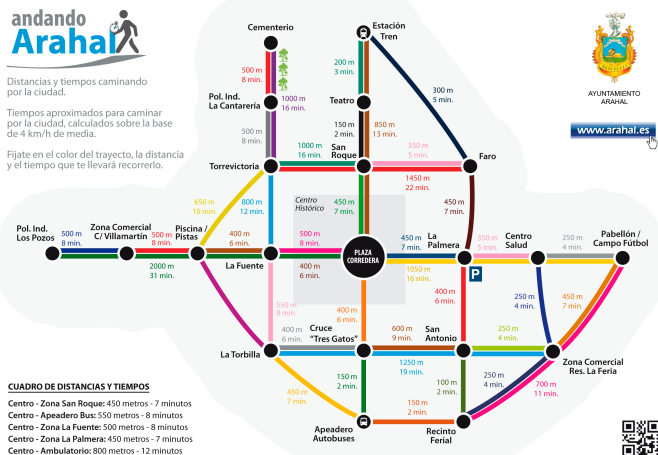 andando
Arahal
Distancias y tiempos caminando
por la ciudad.
Tiempos aproximados para caminar
por la ciudad, calculados sobre la base
de 4 km/h de media.
Fijate en el color del trayecto, la distancia
y el tiempo que te llevará recorrerlo.
AYUNTAMIENTO
ARAHAL
www.arahal.es
Cementerio
Estación
Tren
500 m
8 min.
200 m
3 min.
300 m
5 min.
Pol. Ind.
La Cantarería
1000 m
16 min.
Teatro
150 m
2 min.
850 m
13 min.
500 m
8 min.
1000 m
16 min.
San
Roque
350 m
5 min.
Torrevictoria
1450 m
22 min.
Faro
650 m
10 min.
800 m
12 min.
Centro
Histórico
450 m
7 min.
450 m
7 min.
Pol. Ind.
Los Pozos
500 m
8 min.
Zona Comercial
C/ Villamartín
500 m
8 min.
Piscina /
Pistas
400 m
6 min.
500 m
8 min.
PLAZA
CORREDERA
450 m
7 min.
La
Palmera
350 m
5 min.
Centro
Salud
250 m
4 min.
Pabellón /
Campo Fútbol
2000 m
31 min.
La Fuente
400 m
6 min.
1050 m
16 min.
P
550 m
8 min.
400 m
6 min.
400 m
6 min.
250 m
4 min.
450 m
7 min.
400 m
6 min.
Cruce
"Tres Gatos"
600 m
9 min.
San
Antonio
250 m
4 min.
La Torbilla
1250 m
19 min.
Zona Comercial
Res. La Feria
450 m
7 min.
150 m
2 min.
100 m
2 min.
250 m
4 min.
700 m
11 min.
150 m
2 min.
Apeadero
Autobuses
Recinto
Ferial
CUADRO DE DISTANCIAS Y TIEMPOS
Centro - Zona San Roque: 450 metros - 7 minutos
Centro - Apeadero Bus: 550 metros - 8 minutos
Centro - Zona La Fuente: 500 metros - 8 minutos
Centro - Zona La Palmera: 450 metros - 7 minutos
Centro - Ambulatorio: 800 metros - 12 minutos